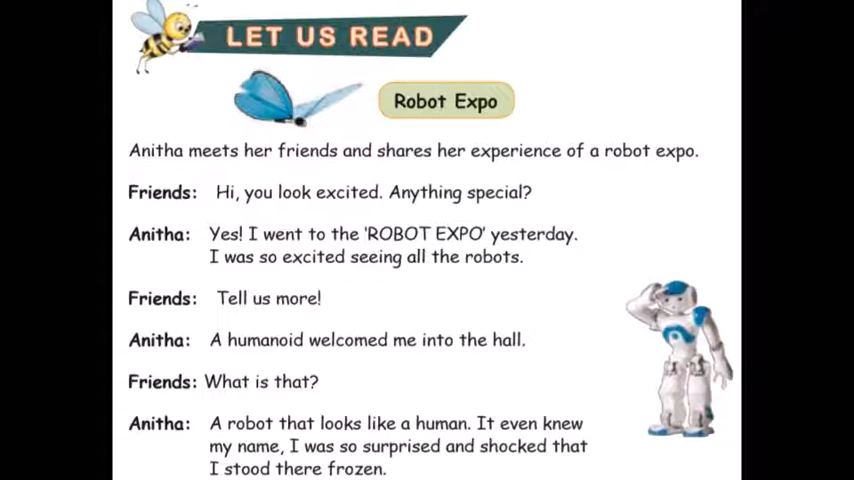 LET US READ
Robot Expo
Anitha meets her friends and shares her experience of a robot expo.
Friends: Hi, you look excited. Anything special?
Anitha: Yes! I went to the ‘ROBOT EXPO’ yesterday.
I was so excited seeing all the robots.
Friends: Tell us more!
Anitha: A humanoid welcomed me into the hall.
Friends: What is that?
Anitha: A robot that looks like a human. It even knew
my name, I was so surprised and shocked that
I stood there frozen.